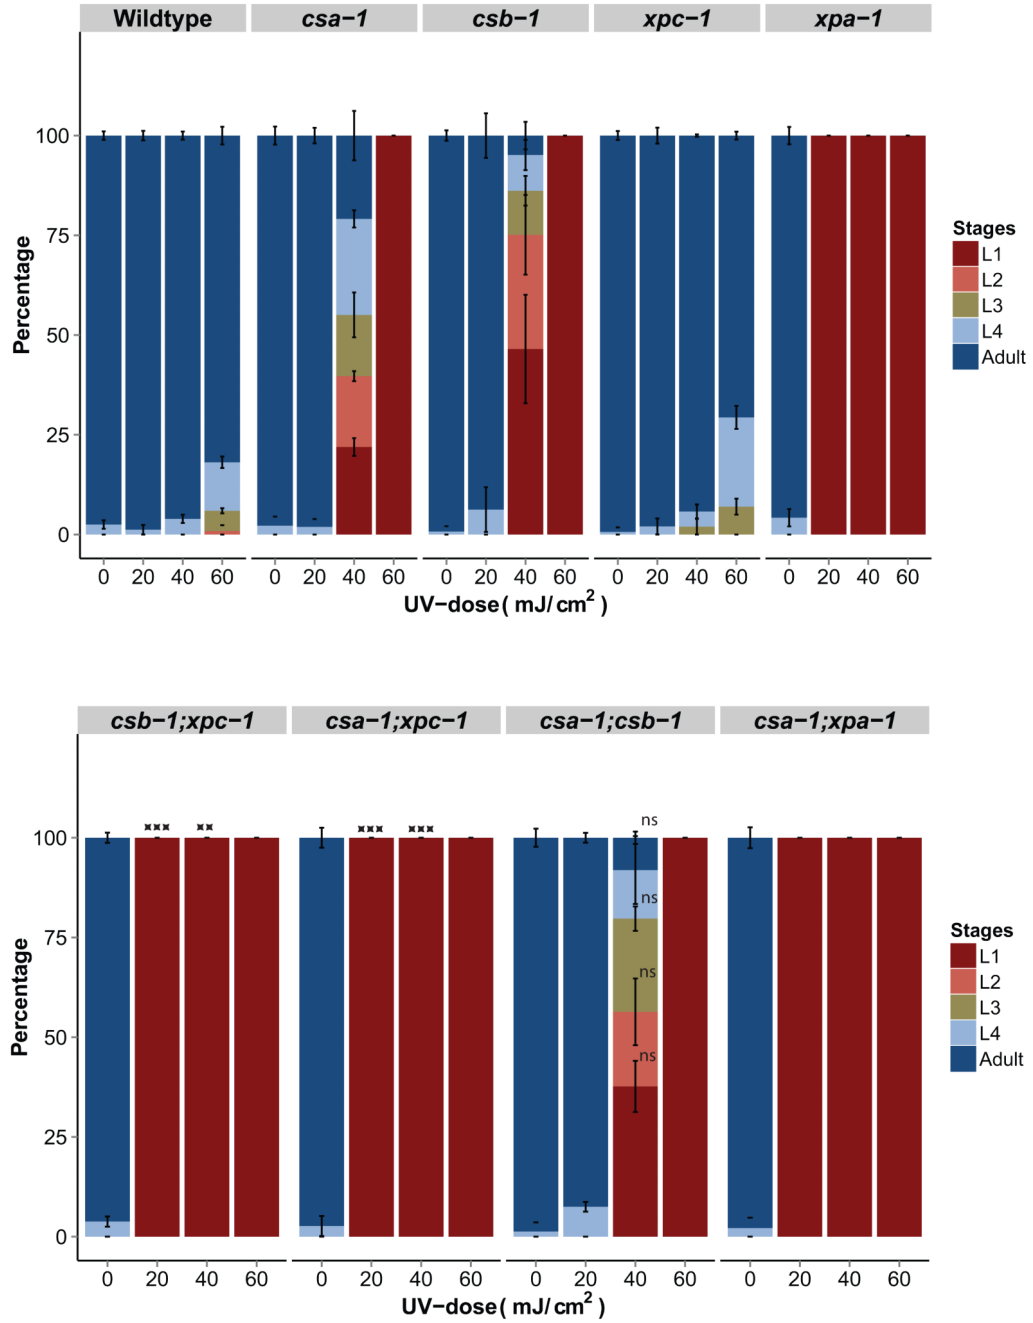 Wildtype csa−1 csb−1 xpc−1 xpa−1
100
75
50
25
0
Percentage
0 20 40 60 0 20 40 60 0 20 40 60 0 20 40 60 0 20 40 60
UV−dose ( mJ/cm² )
Stages
L1
L2
L3
L4
Adult
csb−1;xpc−1 csa−1;xpc−1 csa−1;csb−1 csa−1;xpa−1
¤¤¤ ¤¤ ¤¤¤ ¤¤¤ ns
ns
ns
ns
100
75
50
25
0
Percentage
0 20 40 60 0 20 40 60 0 20 40 60 0 20 40 60
UV−dose ( mJ/cm² )
Stages
L1
L2
L3
L4
Adult